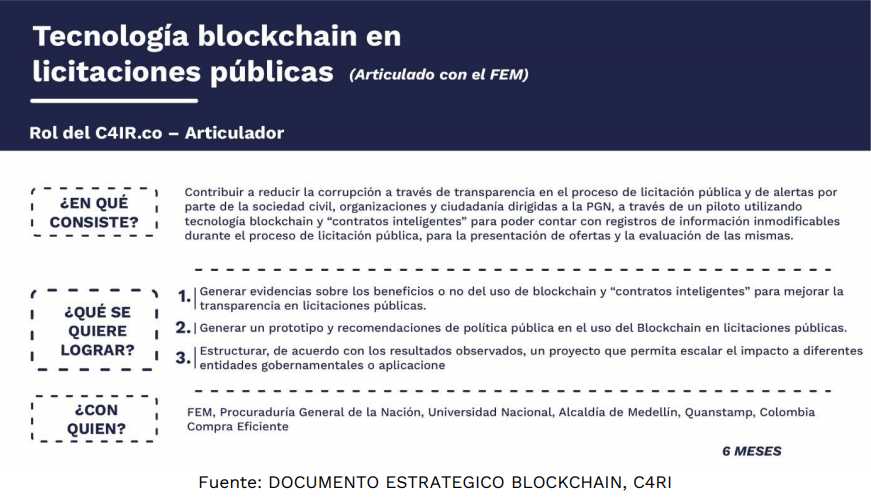 Tecnología blockchain en
licitaciones públicas (Articulado con el FEM)
Rol del C4IR.co – Articulador
¿EN QUÉ
CONSISTE?
Contribuir a reducir la corrupción a través de transparencia en el proceso de licitación pública y de alertas por
parte de la sociedad civil, organizaciones y ciudadanía dirigidas a la PGN, a través de un piloto utilizando
tecnología blockchain y “contratos inteligentes” para poder contar con registros de información inmodificables
durante el proceso de licitación pública, para la presentación de ofertas y la evaluación de las mismas.
¿QUÉ SE
QUIERE
LOGRAR?
1. Generar evidencias sobre los beneficios o no del uso de blockchain y “contratos inteligentes” para mejorar la
transparencia en licitaciones públicas.
2. Generar un prototipo y recomendaciones de política pública en el uso del Blockchain en licitaciones públicas.
3. Estructurar, de acuerdo con los resultados observados, un proyecto que permita escalar el impacto a diferentes
entidades gobernamentales o aplicacione
¿CON
QUIEN?
FEM, Procuraduría General de la Nación, Universidad Nacional, Alcaldía de Medellín, Quanstamp, Colombia
Compra Eficiente
6 MESES
Fuente: DOCUMENTO ESTRATEGICO BLOCKCHAIN, C4RI